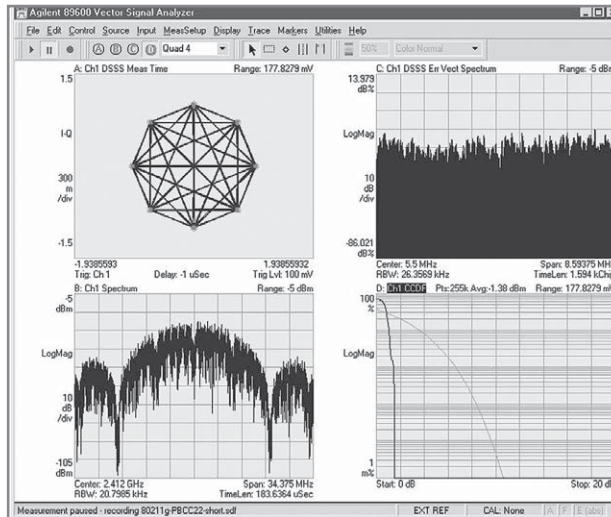 Agilent 89600 Vector Signal Analyzer
File Edit Control Source Input MeasSetup Display Trace Markers Utilities Help
A B C D Quad 4 50% Color Normal
A: Ch1 DSSS Meas Time Range: 177.8279 mV
1.5
I-Q
300
m
/div
-1.5
-1.9385593 1.93855932
Trig: Ch 1 Delay: -1 uSec Trig Lvl: 100 mV
C: Ch1 DSSS Err Vect Spectrum Range: -5 dBm
13.979
dB%
LogMag
10
dB
/div
-86.021
dB%
Center: 5.5 MHz Span: 8.59375 MHz
RBW: 26.3569 kHz TimeLen: 1.594 kChi
B: Ch1 Spectrum Range: -5 dBm
-5
dBm
LogMag
10
dB
/div
-105
dBm
Center: 2.412 GHz Span: 34.375 MHz
RBW: 20.7985 kHz TimeLen: 183.6364 uSec
D: Ch1 CCDF Pts:255k Avg:-1.38 dBm Range: 177.8279 mV
100
%
LogMag
1
m%
Start: 0 dB Stop: 20 dB
Measurement paused - recording 80211g-PBCC22-short.sdf EXT REF CAL: None A F E (abs)